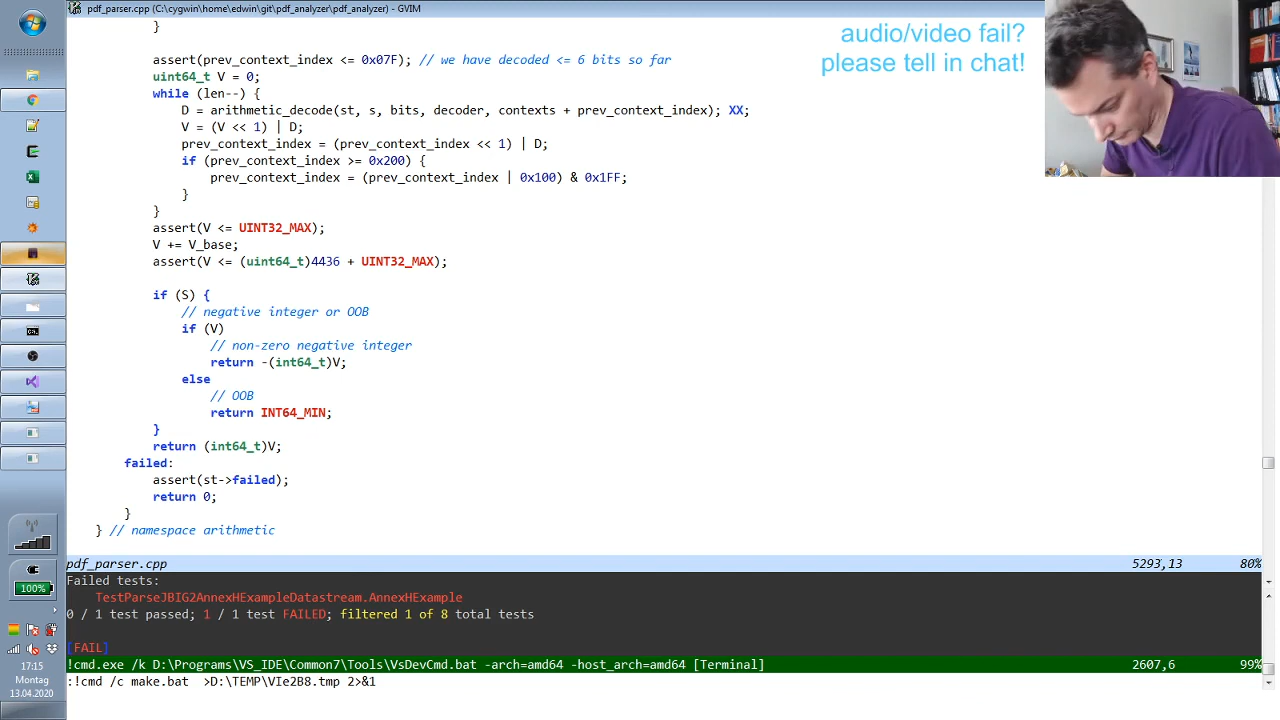 pdf_parser.cpp (C:\cygwin\home\edwin\git\pdf_analyzer\pdf_analyzer) - GVIM
audio/video fail?
please tell in chat!
}
assert(prev_context_index <= 0x07F); // we have decoded <= 6 bits so far
uint64_t V = 0;
while (len--) {
D = arithmetic_decode(st, s, bits, decoder, contexts + prev_context_index); XX;
V = (V << 1) | D;
prev_context_index = (prev_context_index << 1) | D;
if (prev_context_index >= 0x200) {
prev_context_index = (prev_context_index | 0x100) & 0x1FF;
}
}
assert(V <= UINT32_MAX);
V += V_base;
assert(V <= (uint64_t)4436 + UINT32_MAX);
if (S) {
// negative integer or OOB
if (V)
// non-zero negative integer
return -(int64_t)V;
else
// OOB
return INT64_MIN;
}
return (int64_t)V;
failed:
assert(st->failed);
return 0;
}
} // namespace arithmetic
pdf_parser.cpp 5293,13 80%
Failed tests:
TestParseJBIG2AnnexHExampleDatastream.AnnexHExample
0 / 1 test passed; 1 / 1 test FAILED; filtered 1 of 8 total tests
[FAIL]
!cmd.exe /k D:\Programs\VS_IDE\Common7\Tools\VsDevCmd.bat -arch=amd64 -host_arch=amd64 [Terminal] 2607,6 99%
:!cmd /c make.bat >D:\TEMP\VIe2B8.tmp 2>&1
100%
17:15
Montag
13.04.2020